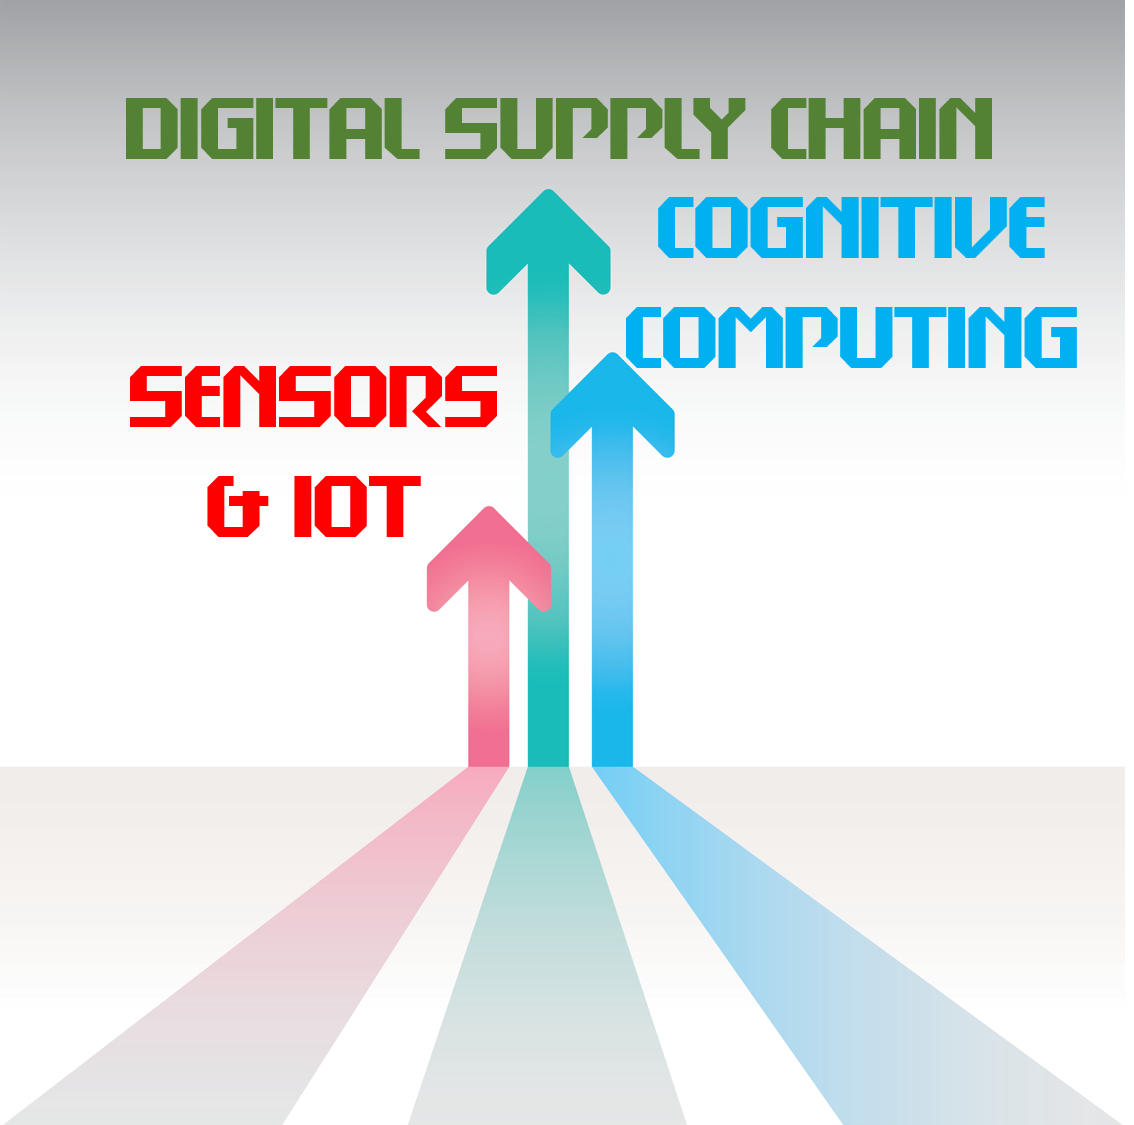 DIGITAL SUPPLY CHAIN
COGNITIVE
COMPUTING
SENSORS
& IOT